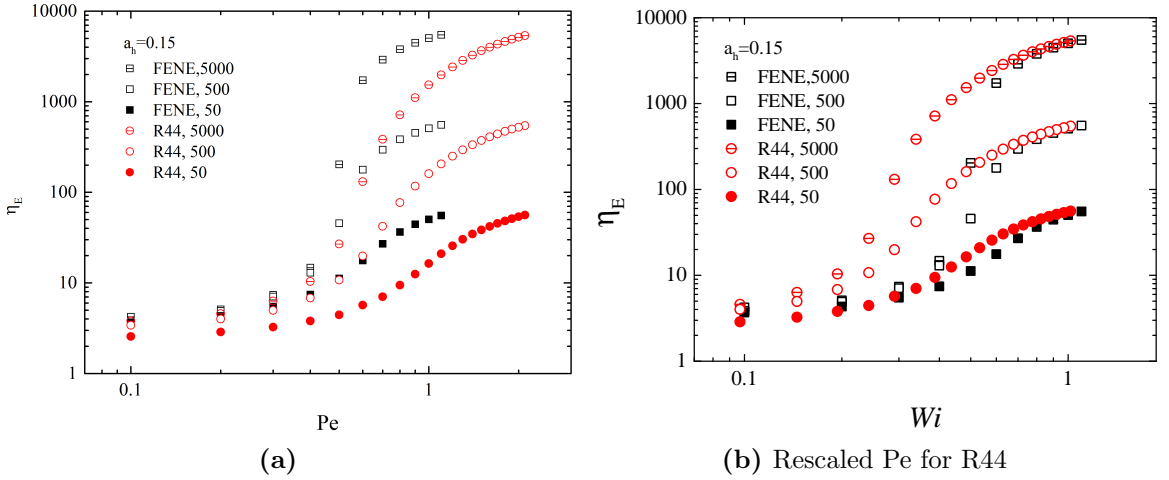 10000
1000
100
10
1
η_E
a_h=0.15
FENE,5000
FENE, 500
FENE, 50
R44, 5000
R44, 500
R44, 50
0.1 1
Pe
(a)
10000
1000
100
10
1
η_E
a_h=0.15
FENE,5000
FENE, 500
FENE, 50
R44, 5000
R44, 500
R44, 50
0.1 1
Wi
(b) Rescaled Pe for R44